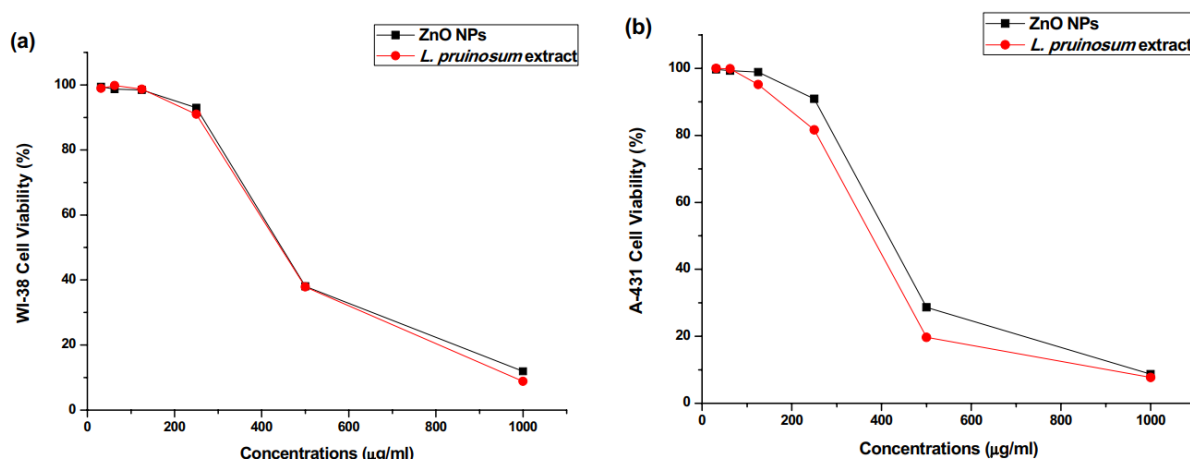 (a)
ZnO NPs
L. pruinosum extract
100
80
60
40
20
0
WI-38 Cell Viability (%)
0 200 400 600 800 1000
Concentrations (µg/ml)
(b)
ZnO NPs
L. pruinosum extract
100
80
60
40
20
0
A-431 Cell Viability (%)
0 200 400 600 800 1000
Concentrations (µg/ml)